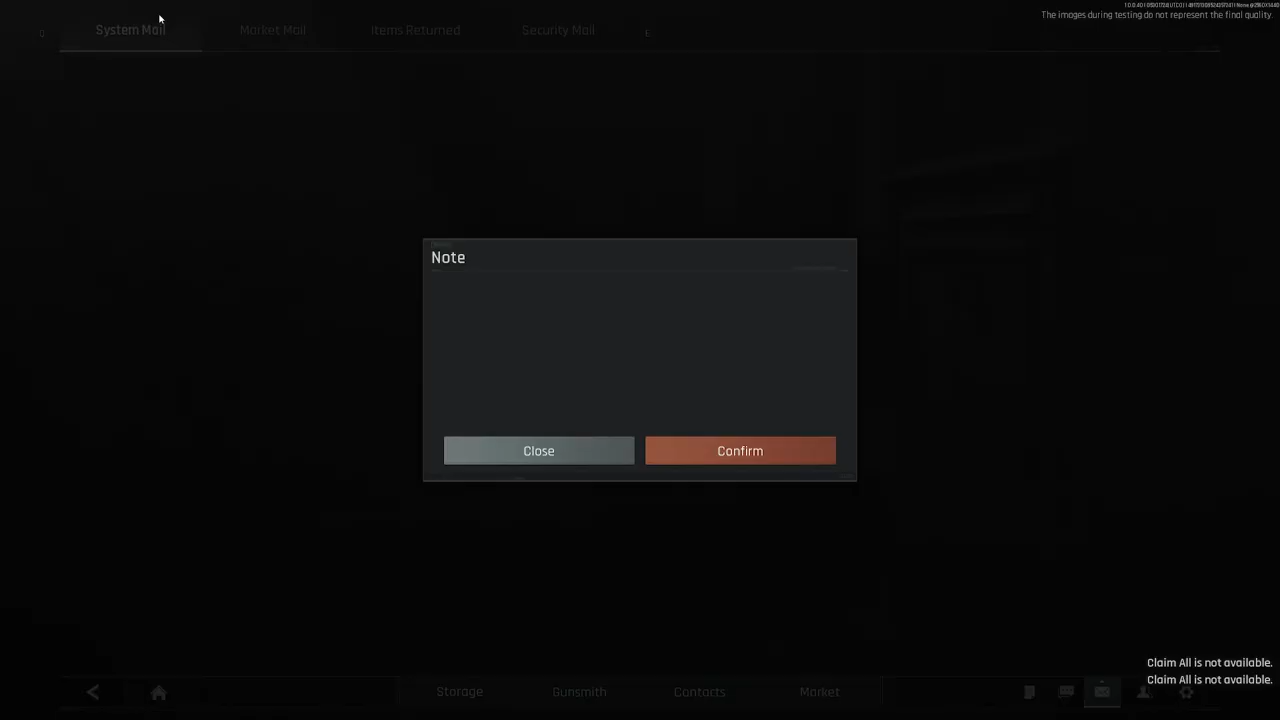 The images during testing do not represent the final quality.
Q
System Mail
Market Mail
Items Returned
Security Mail
E
Note
Close
Confirm
Claim All is not available.
Claim All is not available.
Storage
Gunsmith
Contacts
Market